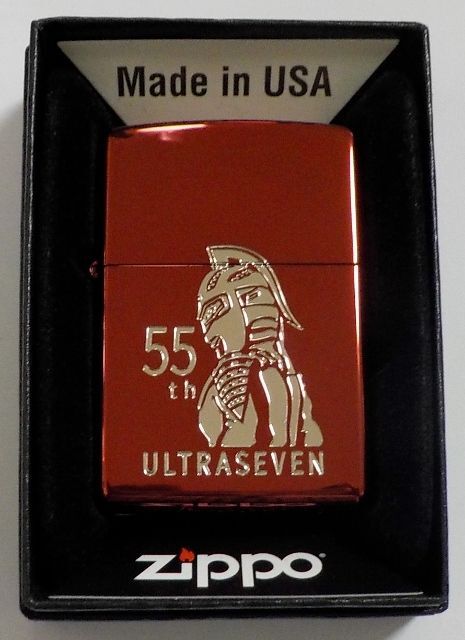 Made in USA
55
th
ULTRASEVEN
zippo